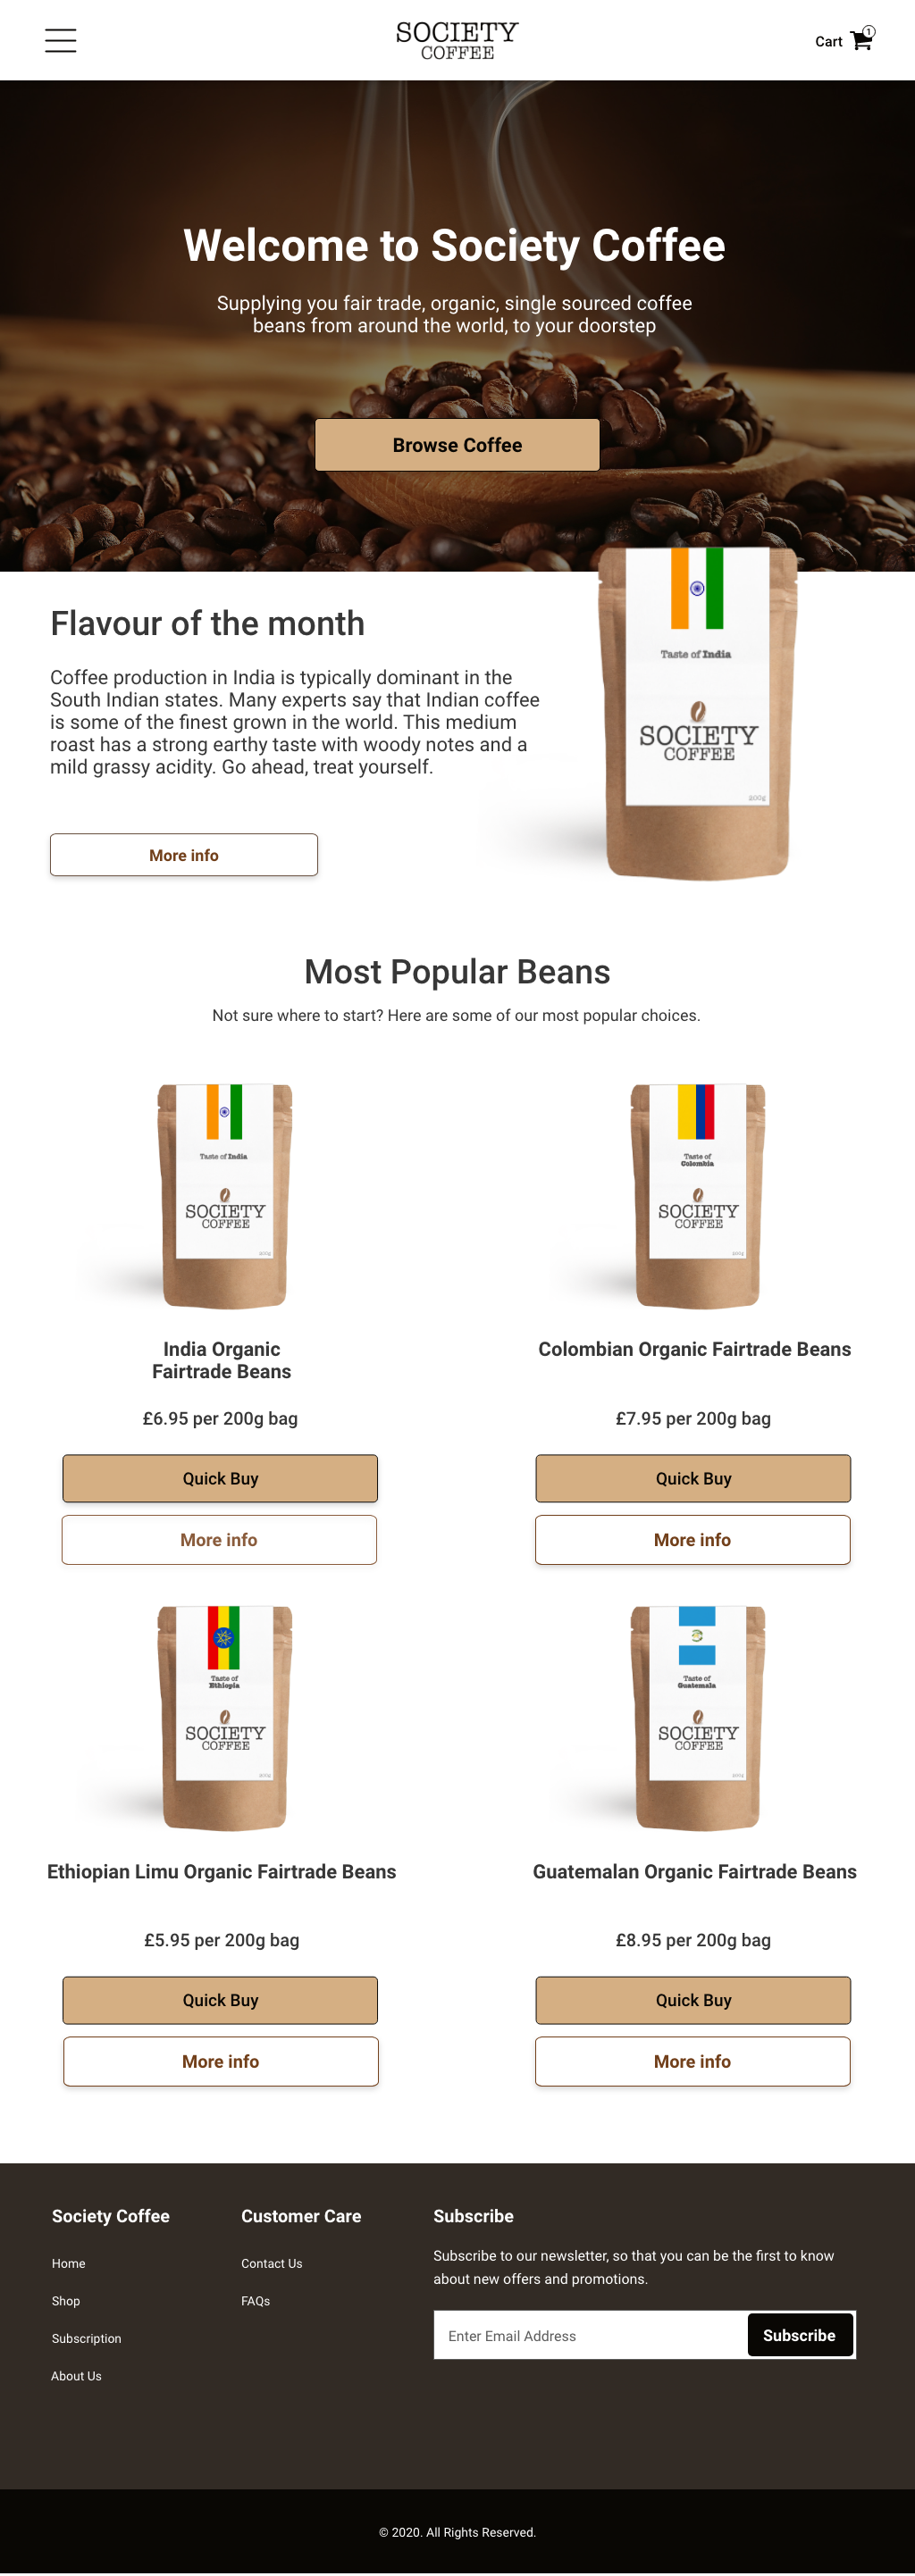 SOCIETY
COFFEE
Cart
1
Welcome to Society Coffee
Supplying you fair trade, organic, single sourced coffee
beans from around the world, to your doorstep
Browse Coffee
Flavour of the month
Coffee production in India is typically dominant in the
South Indian states. Many experts say that Indian coffee
is some of the finest grown in the world. This medium
roast has a strong earthy taste with woody notes and a
mild grassy acidity. Go ahead, treat yourself.
More info
Taste of India
SOCIETY
COFFEE
200g
Most Popular Beans
Not sure where to start? Here are some of our most popular choices.
Taste of India
SOCIETY
COFFEE
200g
India Organic
Fairtrade Beans
£6.95 per 200g bag
Quick Buy
More info
Taste of
Colombia
SOCIETY
COFFEE
200g
Colombian Organic Fairtrade Beans
£7.95 per 200g bag
Quick Buy
More info
Taste of
Ethiopia
SOCIETY
COFFEE
200g
Ethiopian Limu Organic Fairtrade Beans
£5.95 per 200g bag
Quick Buy
More info
Taste of
Guatemala
SOCIETY
COFFEE
200g
Guatemalan Organic Fairtrade Beans
£8.95 per 200g bag
Quick Buy
More info
Society Coffee
Home
Shop
Subscription
About Us
Customer Care
Contact Us
FAQs
Subscribe
Subscribe to our newsletter, so that you can be the first to know
about new offers and promotions.
Enter Email Address
Subscribe
© 2020. All Rights Reserved.